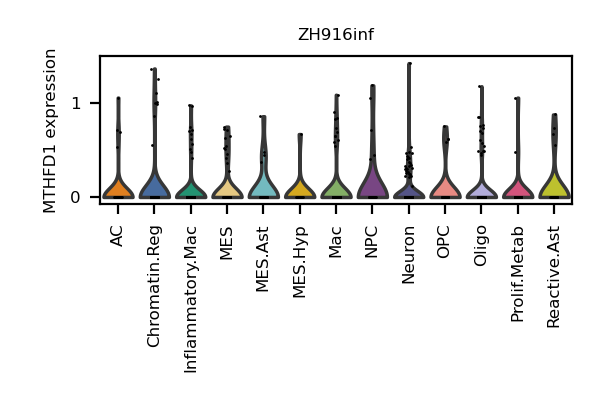 ZH916inf
MTHFD1 expression
1
0
AC
Chromatin.Reg
Inflammatory.Mac
MES
MES.Ast
MES.Hyp
Mac
NPC
Neuron
OPC
Oligo
Prolif.Metab
Reactive.Ast